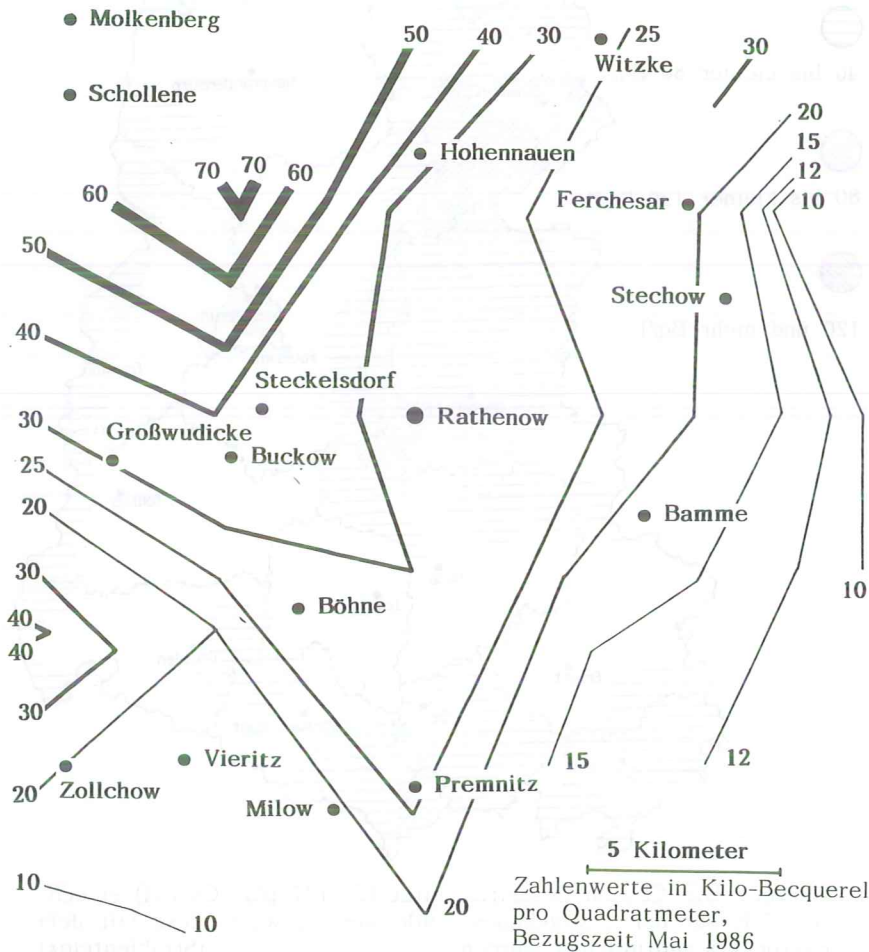 Molkenberg
50
40
30
25
Witzke
30
Schollene
20
15
12
10
Hohennauen
70
70
60
60
Ferchesar
50
Stechow
40
Steckelsdorf
Rathenow
30
Großwudicke
Buckow
25
20
Bamme
30
10
Böhne
40
40
30
Vieritz
15
12
20
Zollchow
Premnitz
Milow
5 Kilometer
10
20
10
Zahlenwerte in Kilo-Becquerel
pro Quadratmeter,
Bezugszeit Mai 1986